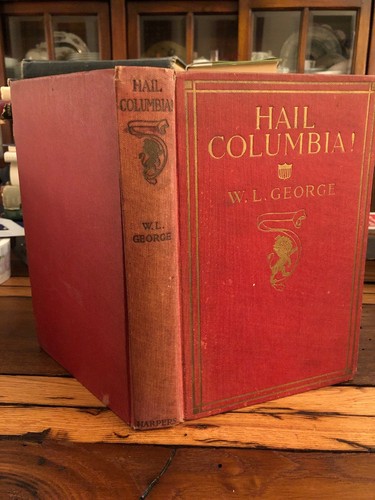 HAIL
COLUMBIA!
W. L.
GEORGE
HARPERS
HAIL
COLUMBIA!
W. L. GEORGE